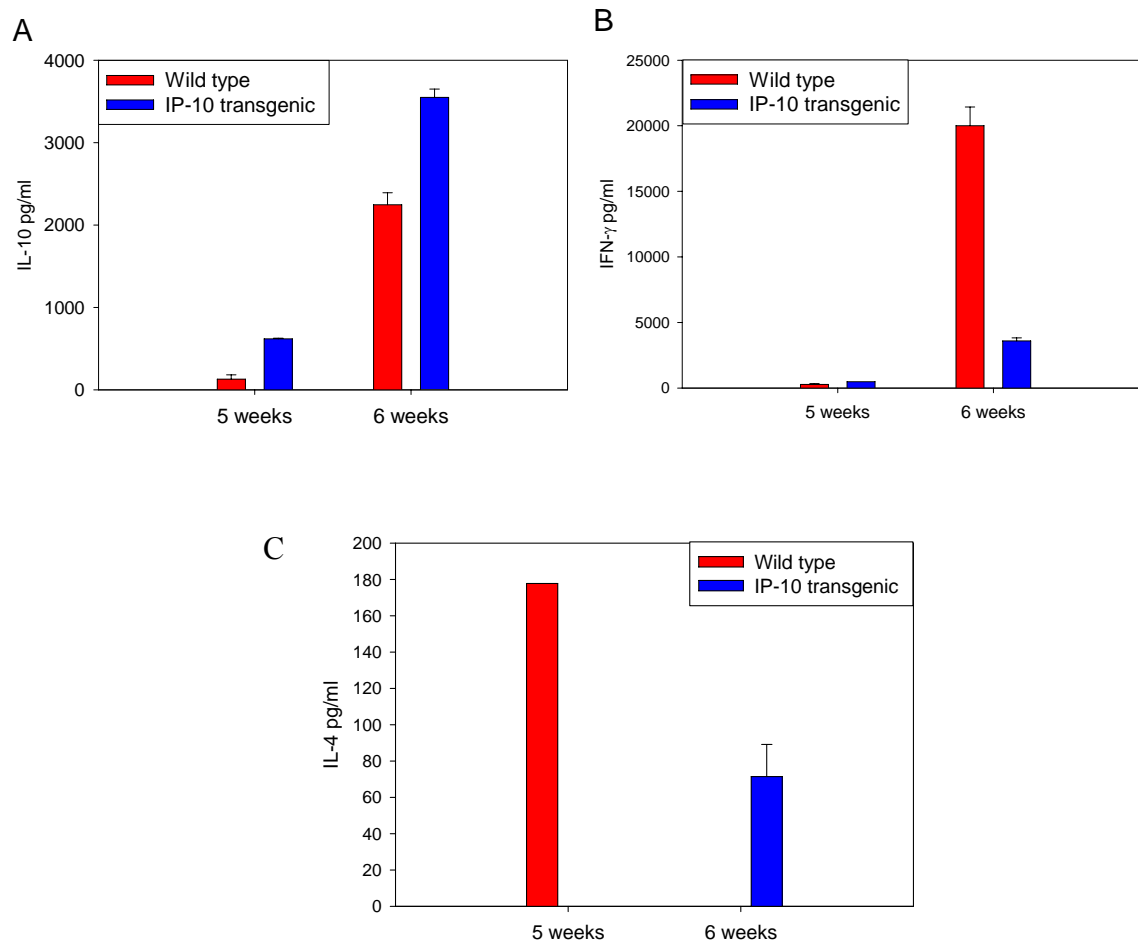 A
4000
3000
2000
1000
0
IL-10 pg/ml
Wild type
IP-10 transgenic
5 weeks
6 weeks
B
25000
20000
15000
10000
5000
0
IFN-γ pg/ml
Wild type
IP-10 transgenic
5 weeks
6 weeks
C
200
180
160
140
120
100
80
60
40
20
0
IL-4 pg/ml
Wild type
IP-10 transgenic
5 weeks
6 weeks